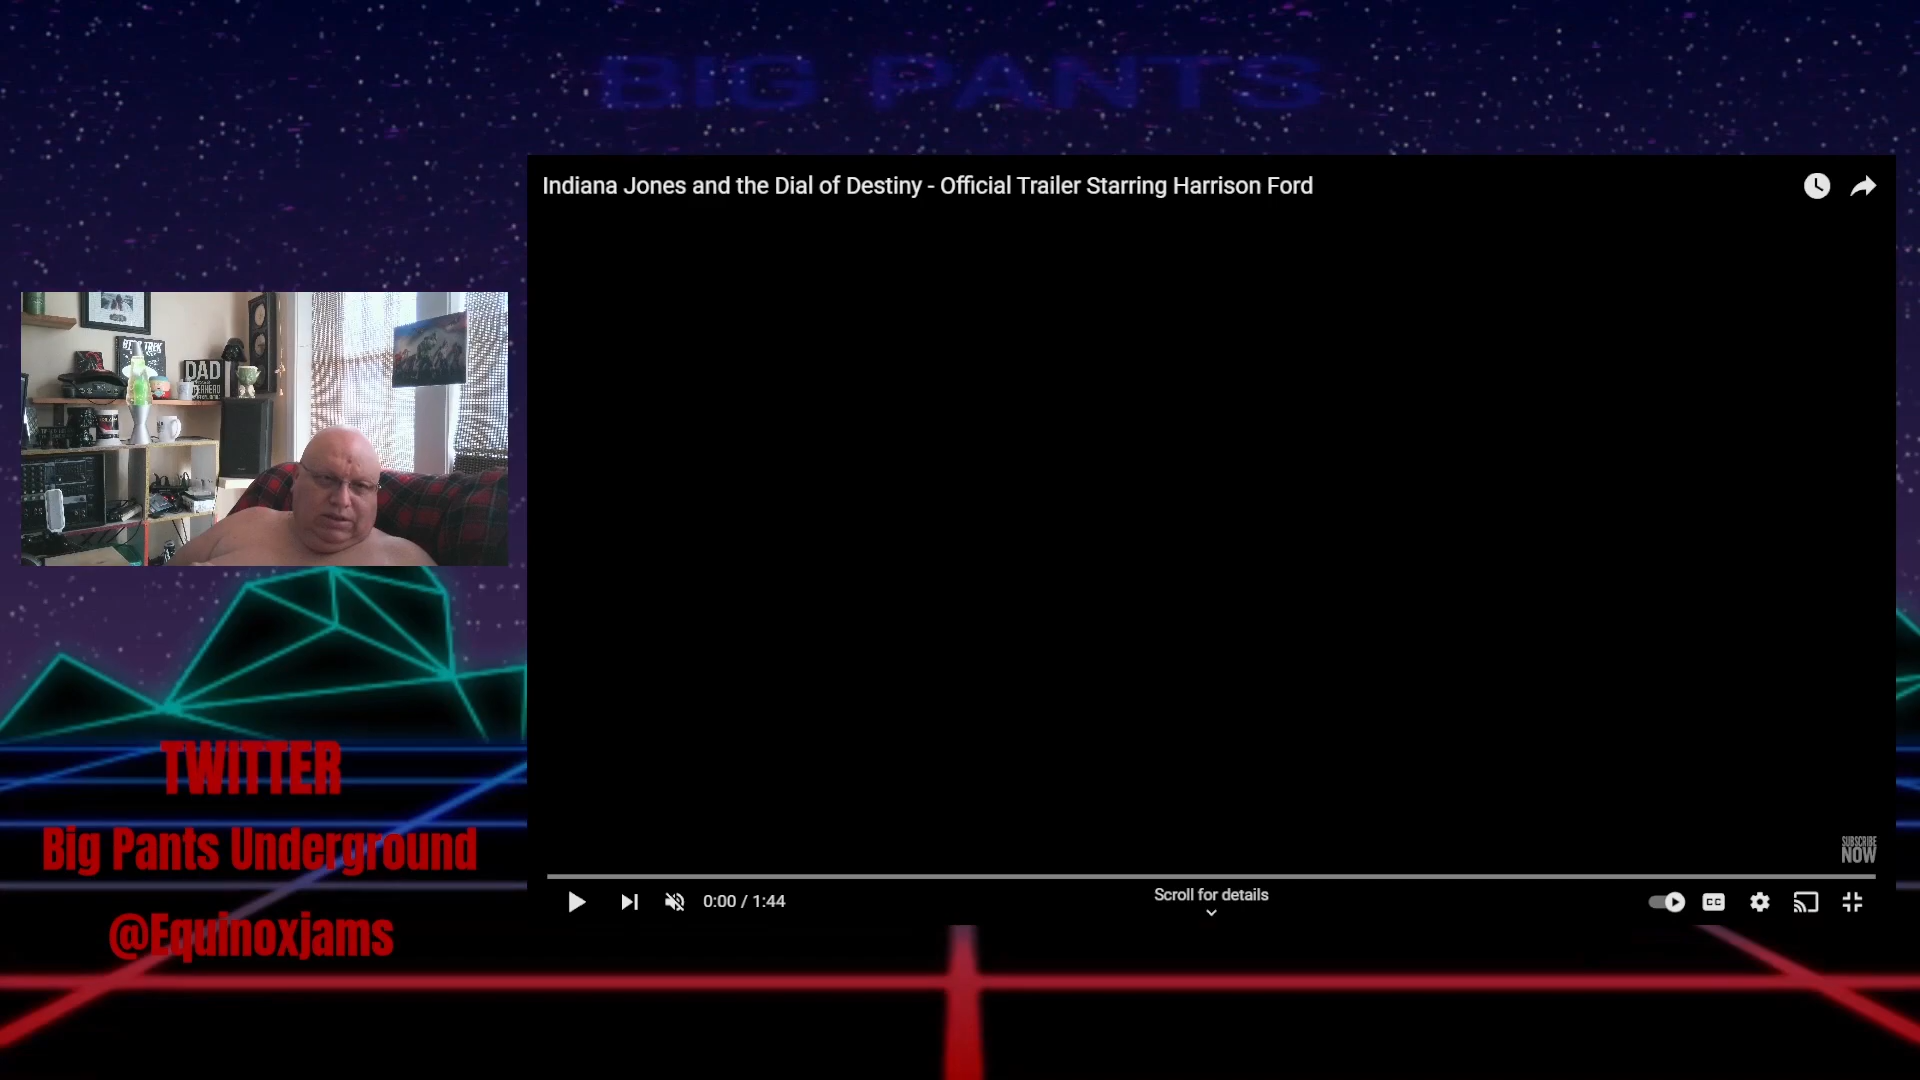 BIG PANTS
Indiana Jones and the Dial of Destiny - Official Trailer Starring Harrison Ford
DAD
SUBSCRIBE
NOW
0:00 / 1:44
Scroll for details
CC
TWITTER
Big Pants Underground
@Equinoxjams